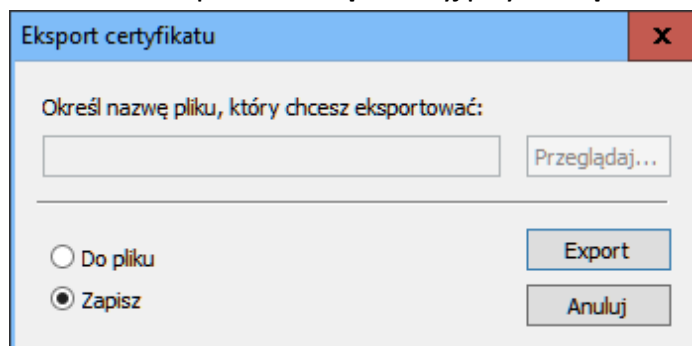 Eksport certyfikatu
x
Określ nazwę pliku, który chcesz eksportować:
Przeglądaj...
Do pliku
Export
Zapisz
Anuluj